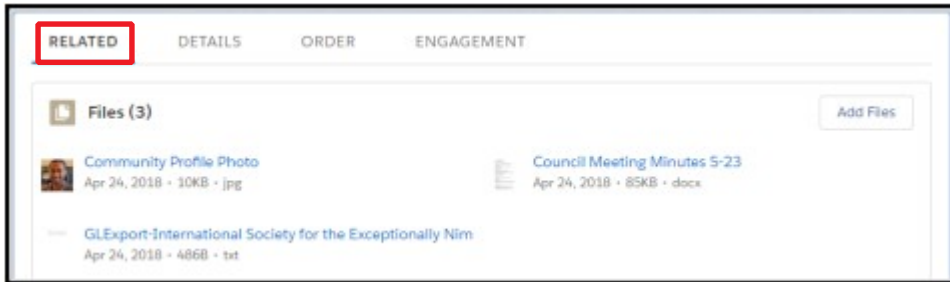 RELATED DETAILS ORDER ENGAGEMENT
Files (3)
Add Files
Community Profile Photo
Apr 24, 2018 • 10KB • jpg
Council Meeting Minutes 5-23
Apr 24, 2018 • 85KB • docx
GLExport-International Society for the Exceptionally Nim
Apr 24, 2018 • 486B • txt